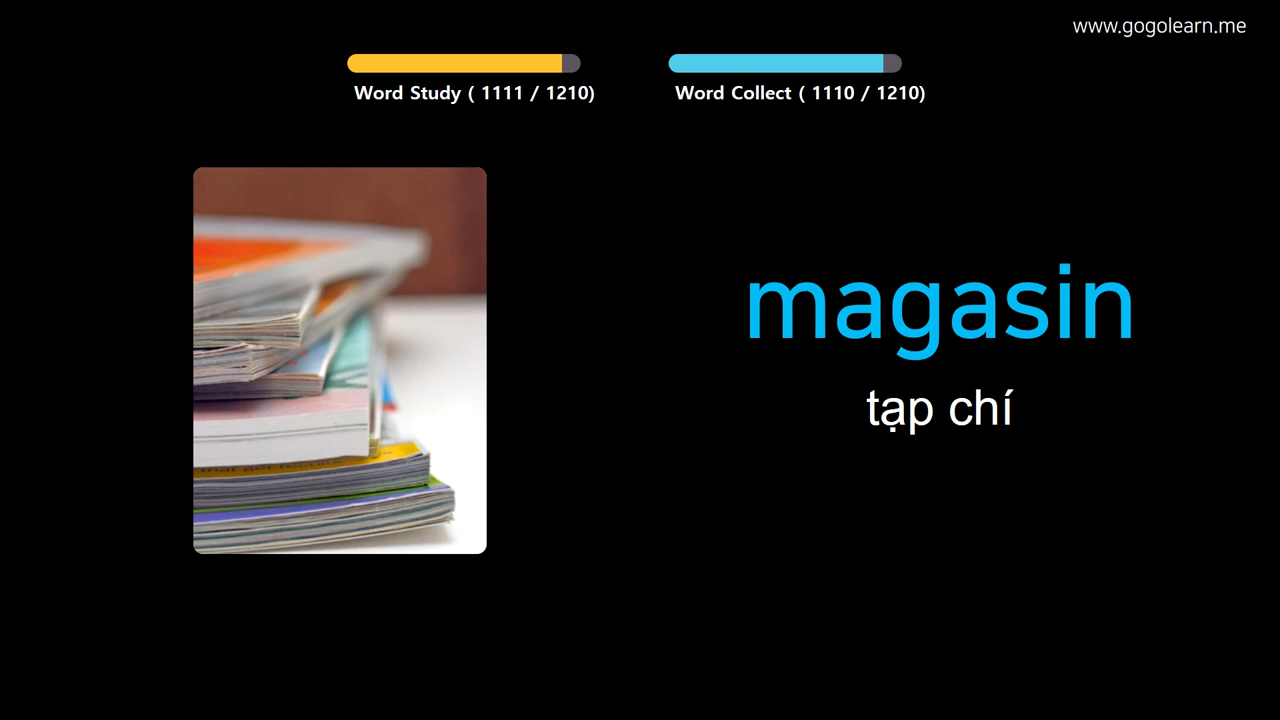 www.gogolearn.me
Word Study ( 1111 / 1210)
Word Collect ( 1110 / 1210)
magasin
tạp chí